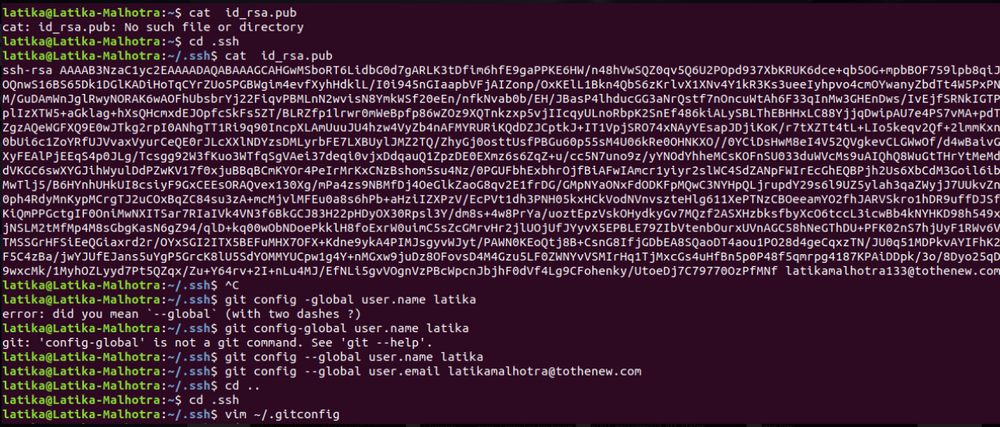 latika@Latika-Malhotra:~$ cat  id_rsa.pub
cat: id_rsa.pub: No such file or directory
latika@Latika-Malhotra:~$ cd .ssh
latika@Latika-Malhotra:~/.ssh$ cat  id_rsa.pub
ssh-rsa AAAAB3NzaC1yc2EAAAADAQABAAAGCAHGwMSboRT6LidbG0d7gARLK3tDfim6hfE9gaPPKE6HW/n48hVwSQZ0qv5Q6U2POpd937XbKRUK6dce+qb5OG+mpbBOF759lpb8qiJ
OQnwS16BS65Dk1DGlKADiHoTqCYrZUo5PGBWgim4evfXyhHdklL/I0i945nGIaapbVFjAIZonp/OxKElL1Bkn4QbS6zKrlvX1XNv4Y1kR3Ks3ueeIyhpvo4cmOYwanyZbdTt4W5PxPN
M/GuDAmWnJglRwyNORAK6wAOFhUbsbrYj22FiqvPBMLnN2wvisN8YmkWSf20eEn/nfkNvab0b/EH/JBasP4lhducGG3aNrQstf7nOncuWtAh6F33qInMw3GHEnDws/IvEjfSRNkIGTP
plIzXTW5+aGklag+hXsQHcmxdEJOpfcSkFs5ZT/BLRZfp1lrwr0mWeBpfp86wZOz9XQTnkzxp5vjIIcqyULnoRbpK2SnEf486kiALySBLThEBHHxLC88YjjqDwipAU7e4PS7vMA+pdT
ZgzAQeWGFXQ9E0wJTkg2rpI0ANhgTT1Ri9q90IncpXLAmUuuJU4hzw4VyZb4nAFMYRURiKQdDZJCptkJ+IT1VpjSRO74xNAyYEsapJDjiKoK/r7tXZTt4tL+LIo5keqv2Qf+2lmmKxn
0bUi6c1ZoYRfUJVvaxVyurCeQE0rJLcXXlNDYzsDMLyrbFE7LXBUylJMZ2TQ/ZhyGj0osttUsfPBGu60p55sM4U06kRe0OHNKXO//0YCiDsHwM8eI4V52QVgkevCLGWwOf/d4wBaivG
XyFEAlPjEEqS4p0JLg/Tcsgg92W3fKuo3WTfqSgVAei37deqi0vjxDdqauQ1ZpzDE0EXmz6s6ZqZ+u/cc5N7uno9z/yYNOdYhheMCsKOFnSU033duWVcMs9uAIQhQ8WuGtTHrYtMeMd
dVKGC6swXYGJihWyulDdPZwKV17f0xjuBBqBCmKYOr4PeIrMrKxCNzBshom5su4Nz/0PGUFbhExbhrOjfBiAFwIAmcr1yiyr2slWC4SdZANpFWIrEcGhEQBPjh2Us6XbCdM3Goil6ib
MwTlj5/B6HYnhUHkUI8csiyF9GxCEEsORAQvex130Xg/mPa4zs9NBMfDj4OeGlkZaoG8qv2E1frDG/GMpNYaONxFdODKFpMQwC3NYHpQLjrupdY29s6l9UZ5ylah3qaZWyjJ7UUkvZn
0ph4RdyMnKypMCrgTJ2uCOxBqZC84su3zA+mcMjvlMFEu0a8s6hPb+aHziIZXPzV/EcPVt1dh3PNH05kxHCkVodNVnvszteHlg611XePTNzCBOeeamYO2fhJARVSkro1hDR9uffDJSf
KiQmPPGctgIF0OniMwNXITSar7RIaIVk4VN3f6BkGCJ83H22pHDyOX30Rpsl3Y/dm8s+4w8PrYa/uoztEpzVskOHydkyGv7MQzf2ASXHzbksfbyXcO6tccL3icwBb4kNYHKD98h549x
jNSLM2tMfMp4M8sGbgKasN6gZ94/qlD+kq00wObNDoePkklH8foExrW0uimC5sZcGMrvHr2jlUOjUfJYyvX5EPBLE79ZIbVtenbOurxUVnAGC58hNeGThDU+PFK02nS7hjUyF1RWv6V
TMSSGrHFSiEeQGiaxrd2r/OYxSGI2ITX5BEFuMHX7OFX+Kdne9ykA4PIMJsgyvWJyt/PAWN0KEoQtj8B+CsnG8IfjGDbEA8SQaoDT4aou1PO28d4geCqxzTN/JU0q51MDPkvAYIFhK2
F5C4zBa/jwYJUfEJans5uYgP5GrcK8lU5SdYOMMYUCpw1g4Y+nMGxw9juDz8OFovsD4M4Gzu5LF0ZWNYvVSMIrHq1TjMxcGs4uHfBn5p0P48f5qmrpg4187KPAiDDpk/3o/8Dyo25qD
9wxcMk/1MyhOZLyyd7Pt5QZqx/Zu+Y64rv+2I+nLu4MJ/EfNLi5gvVOgnVzPBcWpcnJbjhF0dVf4Lg9CFohenky/UtoeDj7C7977OOzPfMNf latikamalhotra133@tothenew.com
latika@Latika-Malhotra:~/.ssh$ ^C
latika@Latika-Malhotra:~/.ssh$ git config -global user.name latika
error: did you mean `--global` (with two dashes ?)
latika@Latika-Malhotra:~/.ssh$ git config-global user.name latika
git: 'config-global' is not a git command. See 'git --help'.
latika@Latika-Malhotra:~/.ssh$ git config --global user.name latika
latika@Latika-Malhotra:~/.ssh$ git config --global user.email latikamalhotra@tothenew.com
latika@Latika-Malhotra:~/.ssh$ cd ..
latika@Latika-Malhotra:~$ cd .ssh
latika@Latika-Malhotra:~/.ssh$ vim ~/.gitconfig